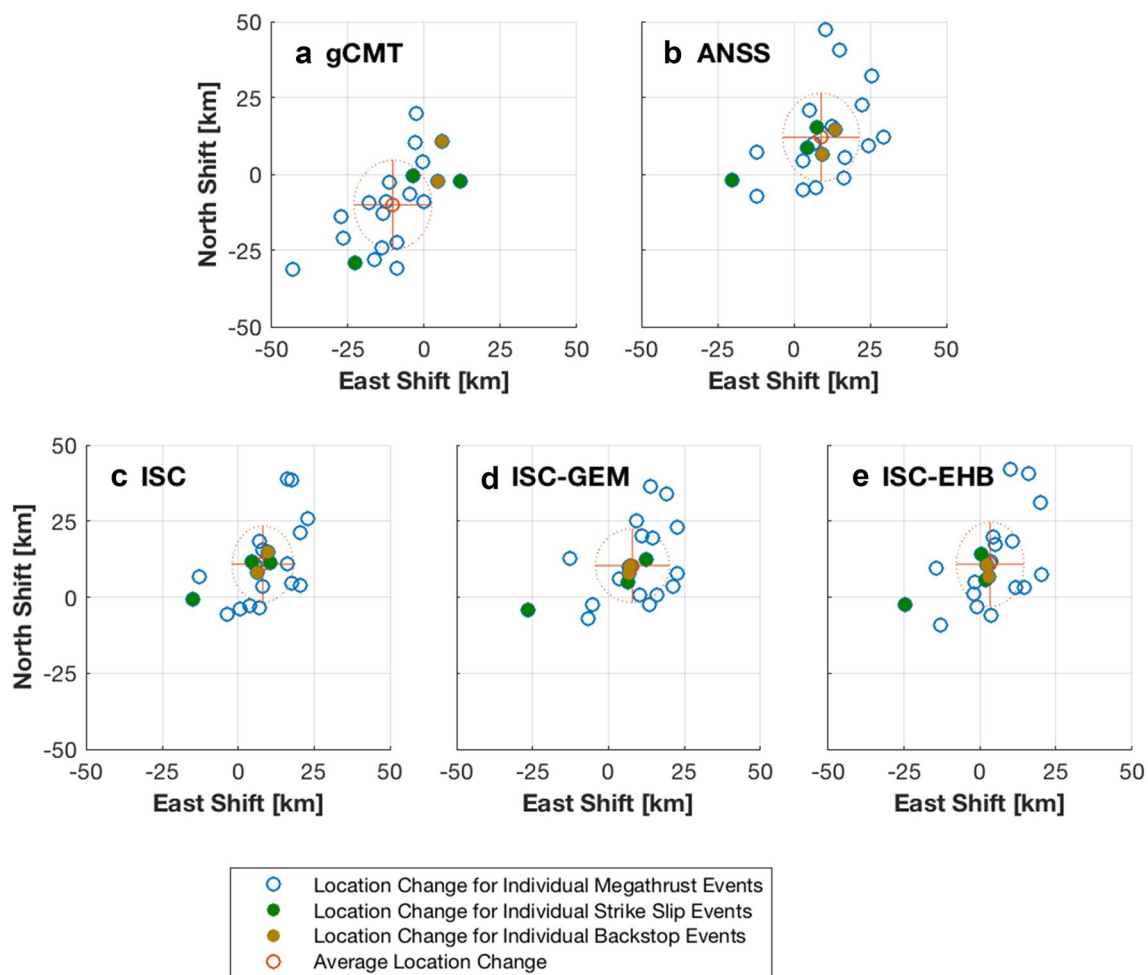 a gCMT
b ANSS
50
25
0
-25
-50
North Shift [km]
-50 -25 0 25 50
-50 -25 0 25 50
East Shift [km]
East Shift [km]
c ISC
d ISC-GEM
e ISC-EHB
50
25
0
-25
-50
North Shift [km]
-50 -25 0 25 50
-50 -25 0 25 50
-50 -25 0 25 50
East Shift [km]
East Shift [km]
East Shift [km]
Location Change for Individual Megathrust Events
Location Change for Individual Strike Slip Events
Location Change for Individual Backstop Events
Average Location Change